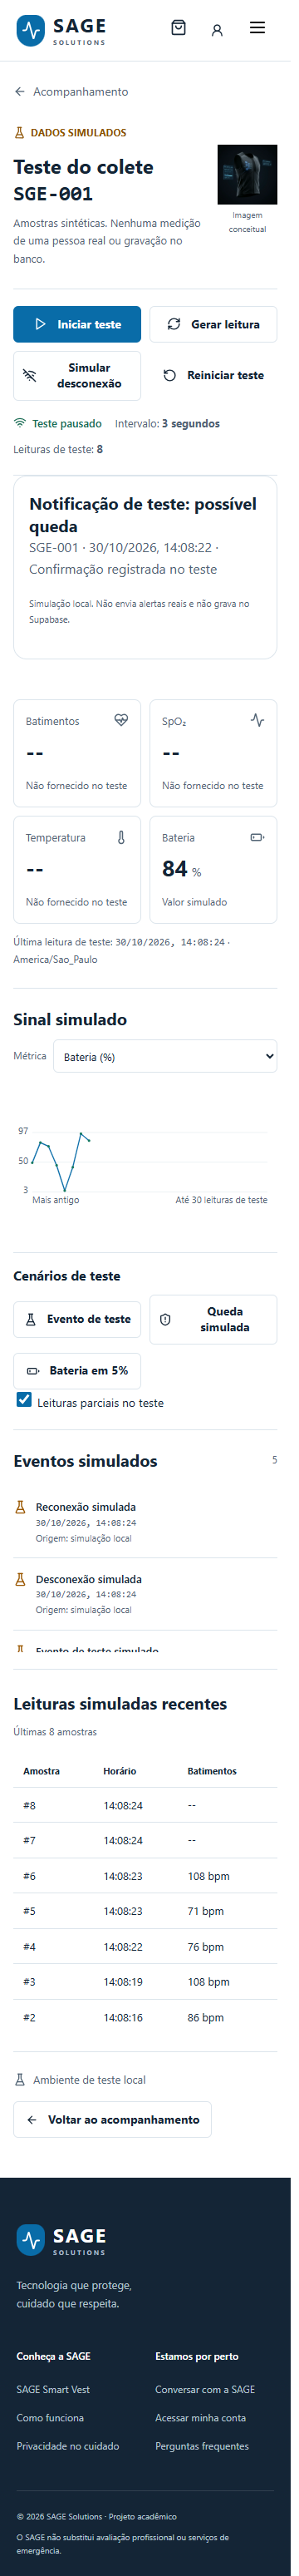 SAGE
SOLUTIONS
Acompanhamento
DADOS SIMULADOS
Teste do colete
SGE-001
Amostras sintéticas. Nenhuma medição
de uma pessoa real ou gravação no
banco.
Imagem
conceitual
Iniciar teste
Gerar leitura
Simular
desconexão
Reiniciar teste
Teste pausado Intervalo: 3 segundos
Leituras de teste: 8
Notificação de teste: possível
queda
SGE-001 · 30/10/2026, 14:08:22 ·
Confirmação registrada no teste
Simulação local. Não envia alertas reais e não grava no
Supabase.
Batimentos
--
Não fornecido no teste
SpO₂
--
Não fornecido no teste
Temperatura
--
Não fornecido no teste
Bateria
84 %
Valor simulado
Última leitura de teste: 30/10/2026, 14:08:24 ·
America/Sao_Paulo
Sinal simulado
Métrica
Bateria (%)
97
50
3
Mais antigo
Até 30 leituras de teste
Cenários de teste
Evento de teste
Queda
simulada
Bateria em 5%
Leituras parciais no teste
Eventos simulados 5
Reconexão simulada
30/10/2026, 14:08:24
Origem: simulação local
Desconexão simulada
30/10/2026, 14:08:24
Origem: simulação local
Evento de teste simulado
Leituras simuladas recentes
Últimas 8 amostras
Amostra Horário Batimentos
#8 14:08:24 --
#7 14:08:24 --
#6 14:08:23 108 bpm
#5 14:08:23 71 bpm
#4 14:08:22 76 bpm
#3 14:08:19 108 bpm
#2 14:08:16 86 bpm
Ambiente de teste local
Voltar ao acompanhamento
SAGE
SOLUTIONS
Tecnologia que protege,
cuidado que respeita.
Conheça a SAGE
SAGE Smart Vest
Como funciona
Privacidade no cuidado
Estamos por perto
Conversar com a SAGE
Acessar minha conta
Perguntas frequentes
© 2026 SAGE Solutions · Projeto acadêmico
O SAGE não substitui avaliação profissional ou serviços de
emergência.